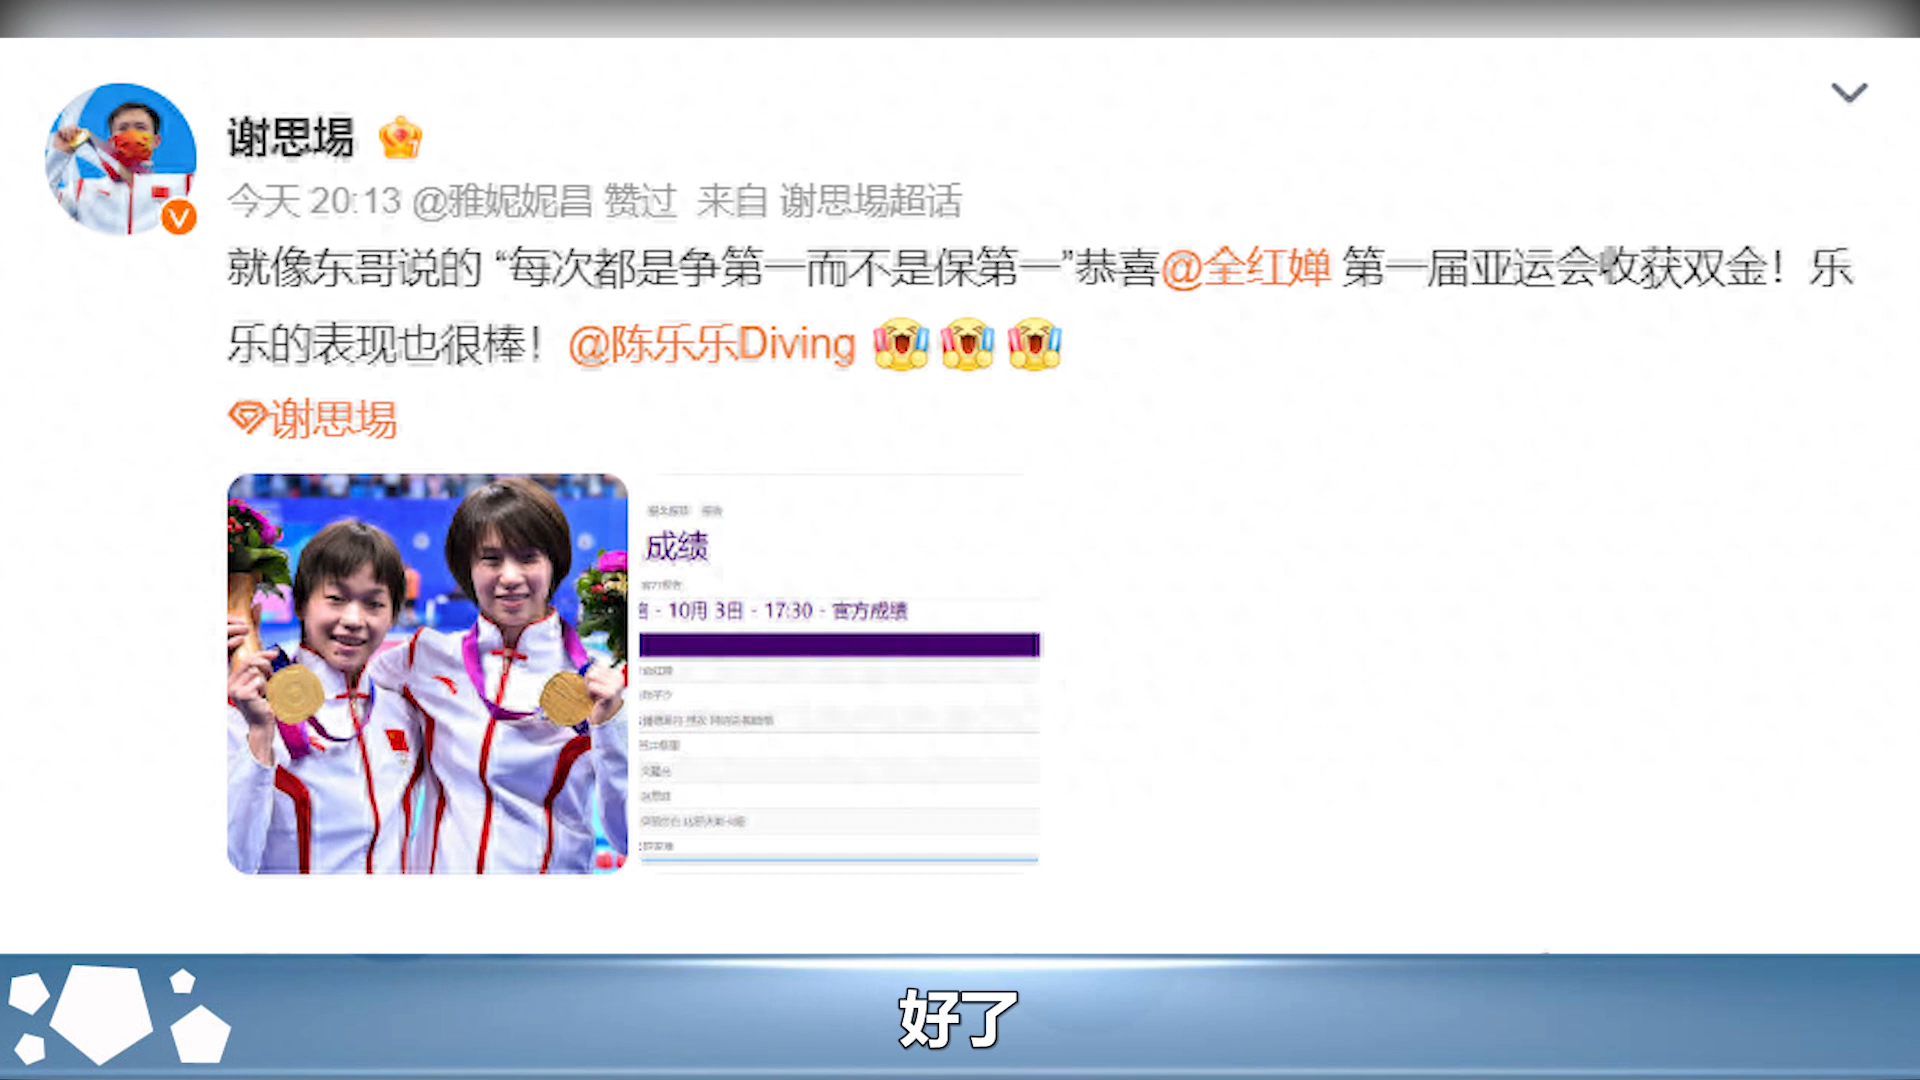 谢思埸
今天 20:13 @雅妮妮昌 赞过 来自 谢思埸超话
就像东哥说的 “每次都是争第一而不是保第一”恭喜@全红婵 第一届亚运会收获双金！乐
乐的表现也很棒！@陈乐乐Diving
谢思埸
成绩
- 10月 3日 - 17:30 - 官方成绩
好了